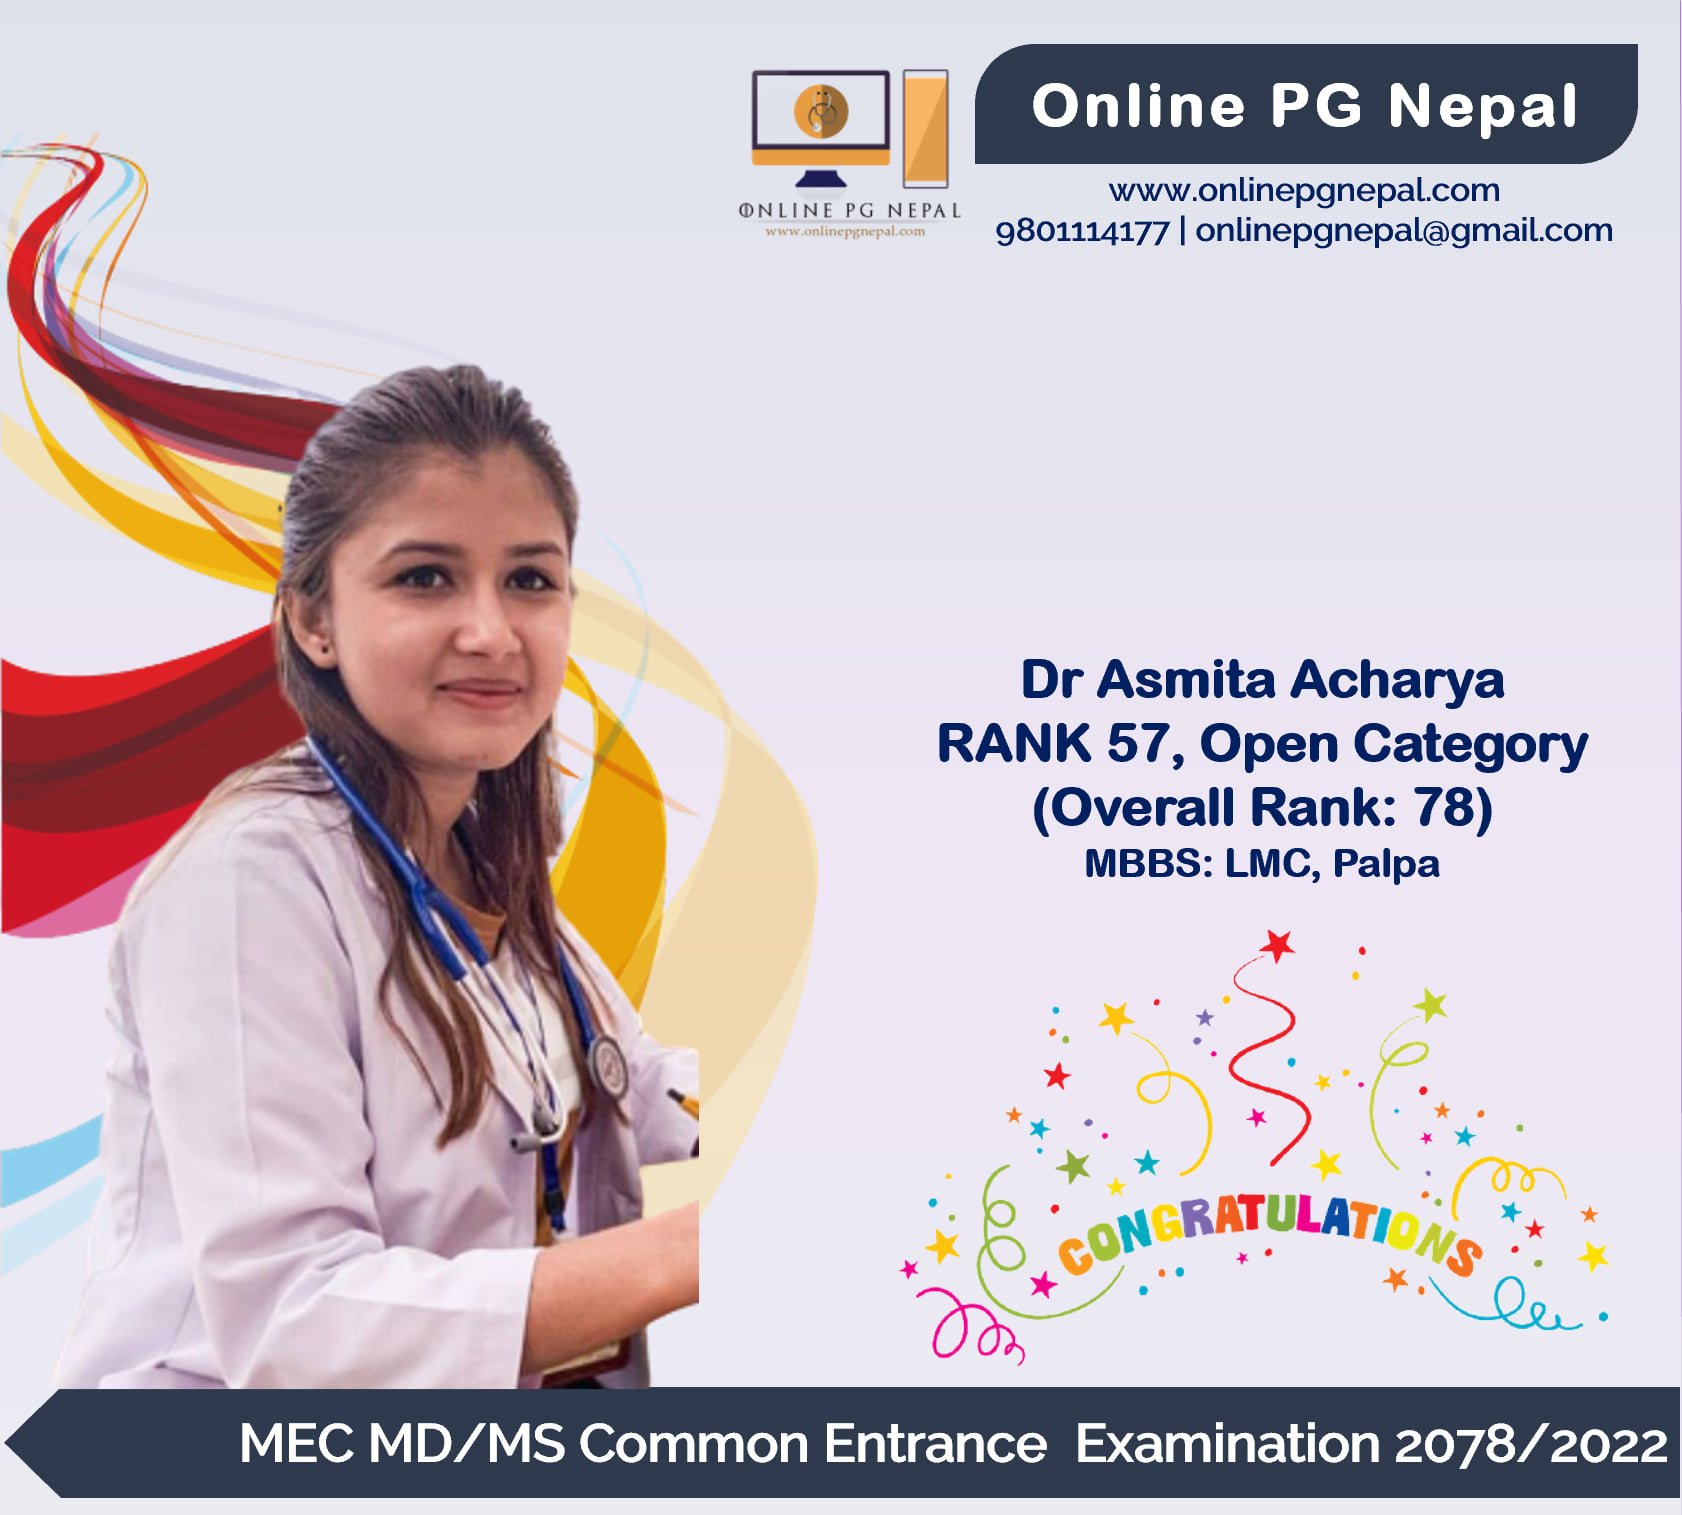 Online PG Nepal
ONLINE PG NEPAL
www.onlinepgnepal.com
www.onlinepgnepal.com
9801114177 | onlinepgnepal@gmail.com
Dr Asmita Acharya
RANK 57, Open Category
(Overall Rank: 78)
MBBS: LMC, Palpa
CONGRATULATIONS
MEC MD/MS Common Entrance Examination 2078/2022